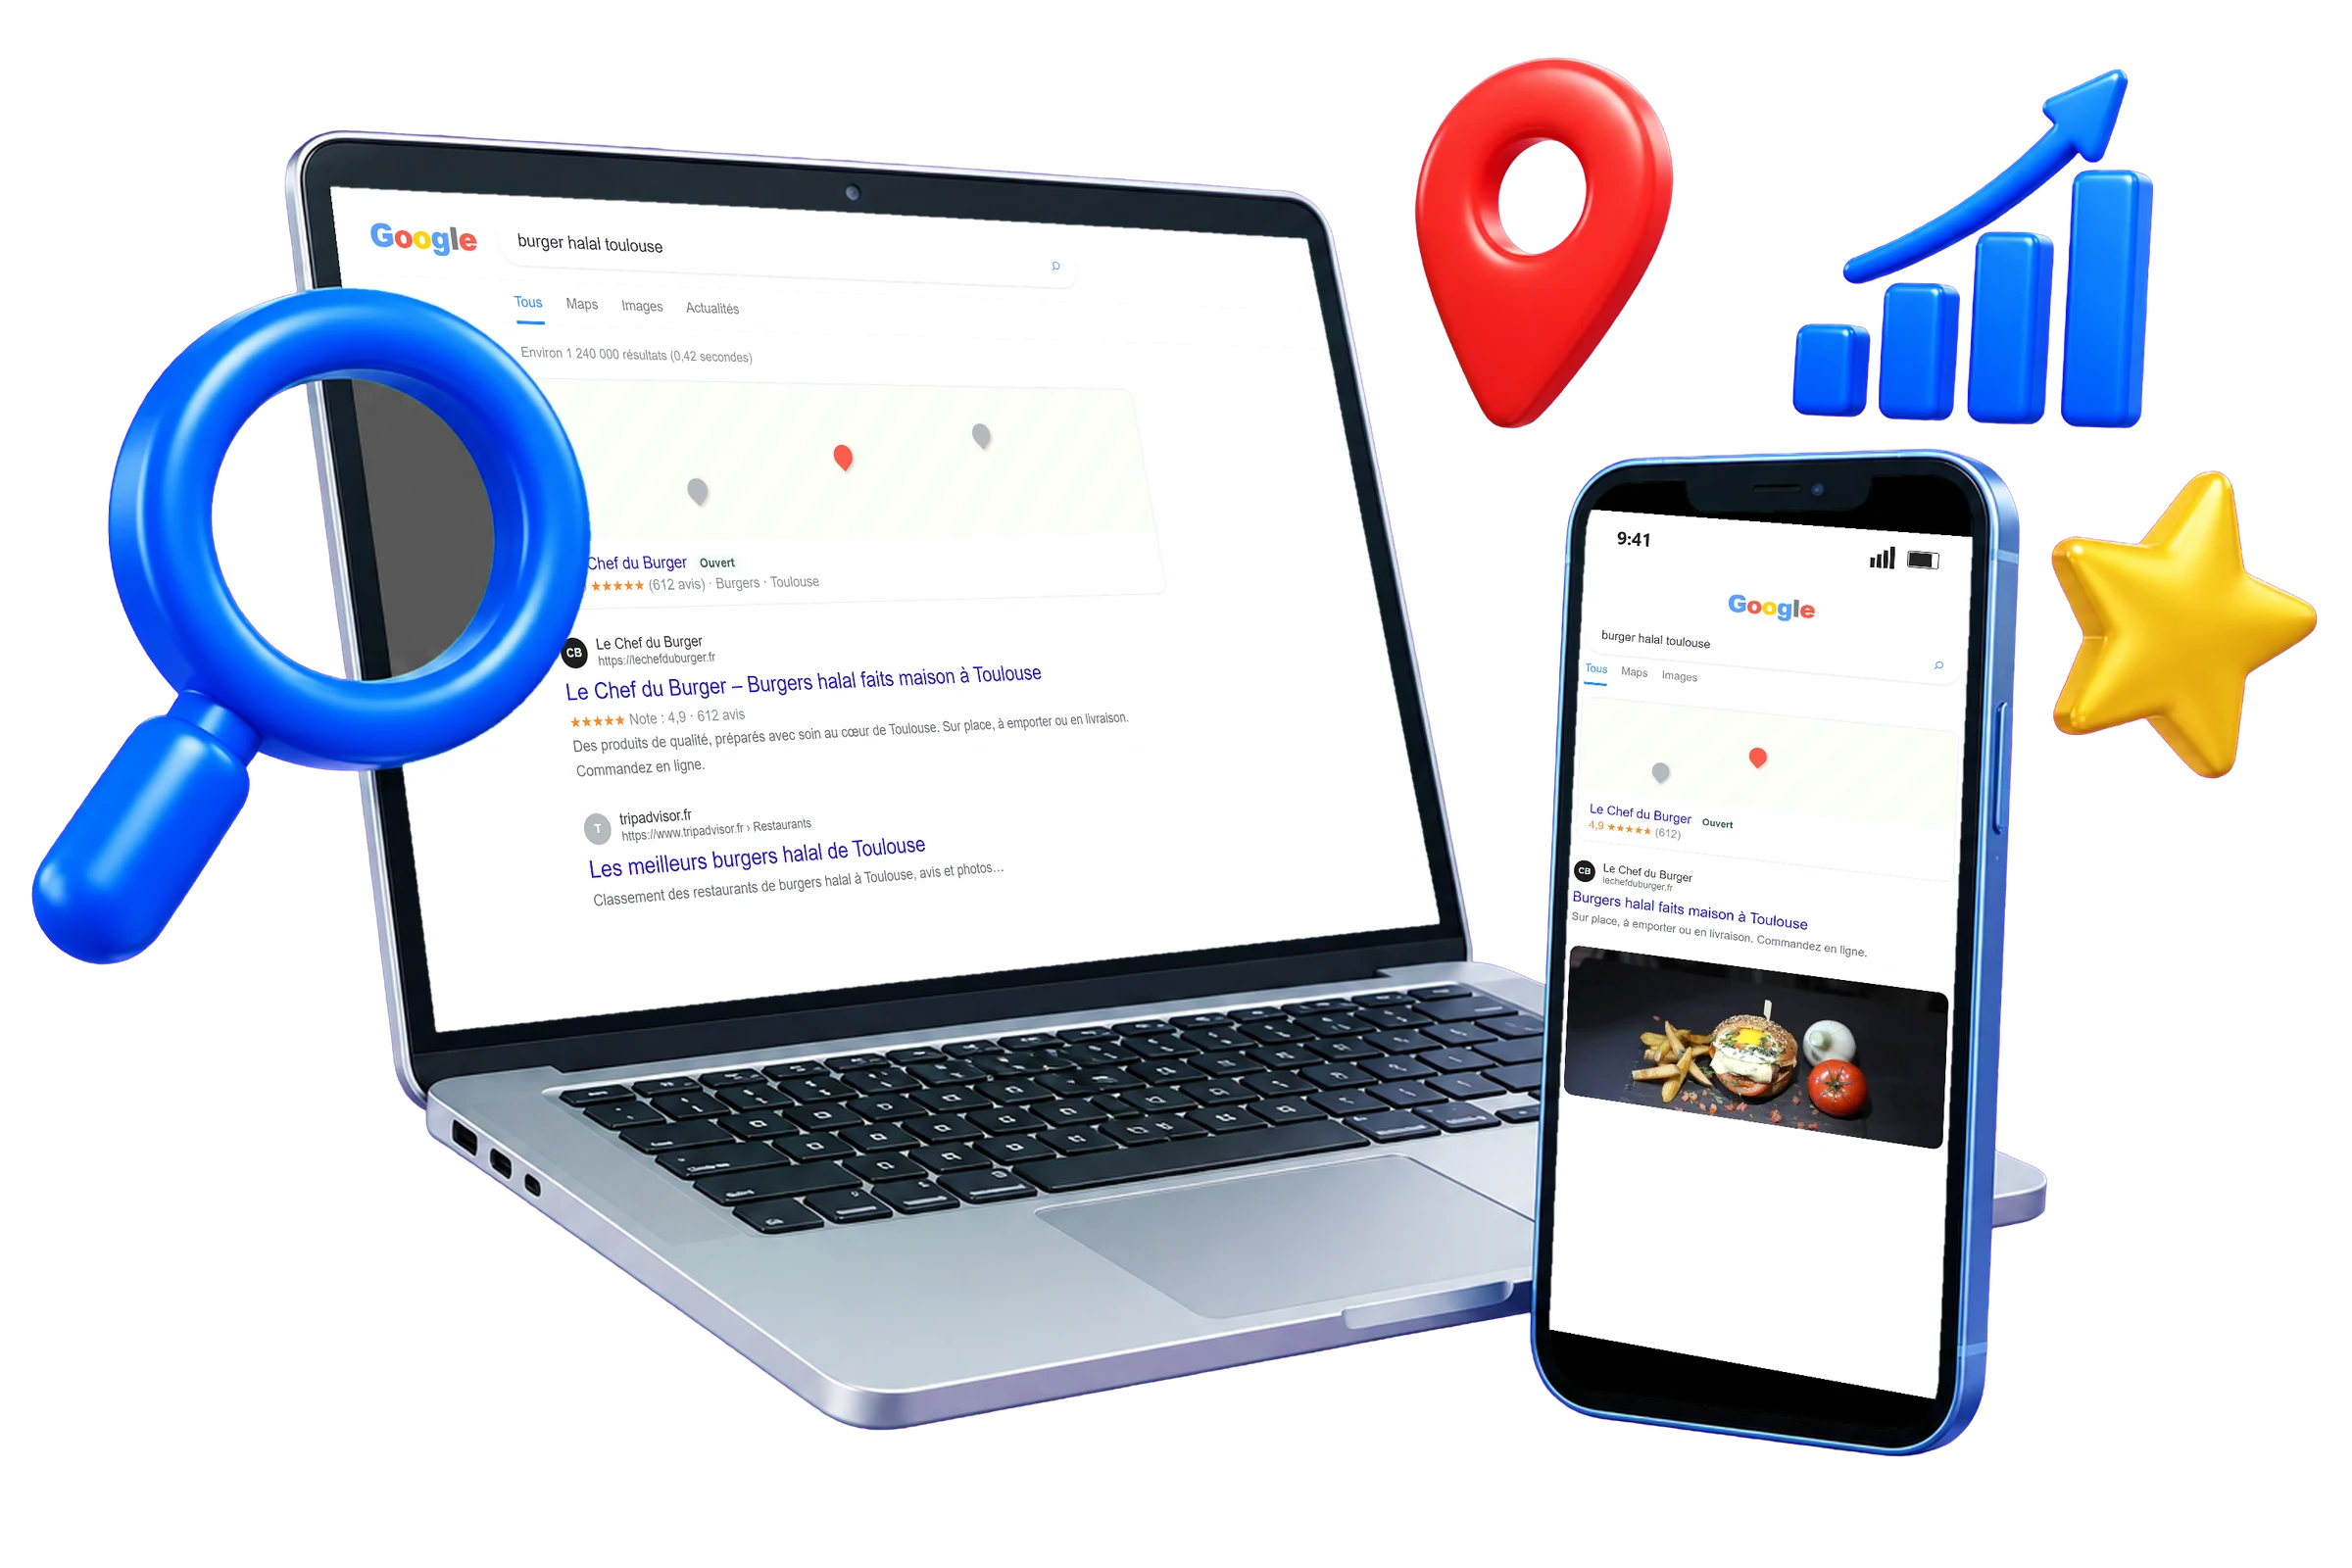 Google
burger halal toulouse
Tous Maps Images Actualités
Environ 1 240 000 résultats (0,42 secondes)
Chef du Burger Ouvert
★★★★★ (612 avis) · Burgers · Toulouse
CB
Le Chef du Burger
https://lechefduburger.fr
Le Chef du Burger – Burgers halal faits maison à Toulouse
★★★★★ Note : 4,9 · 612 avis
Des produits de qualité, préparés avec soin au cœur de Toulouse. Sur place, à emporter ou en livraison.
Commandez en ligne.
T
tripadvisor.fr
https://www.tripadvisor.fr › Restaurants
Les meilleurs burgers halal de Toulouse
Classement des restaurants de burgers halal à Toulouse, avis et photos…
9:41
Google
burger halal toulouse
Tous Maps Images
Le Chef du Burger Ouvert
4,9 ★★★★★ (612)
CB
Le Chef du Burger
lechefduburger.fr
Burgers halal faits maison à Toulouse
Sur place, à emporter ou en livraison. Commandez en ligne.